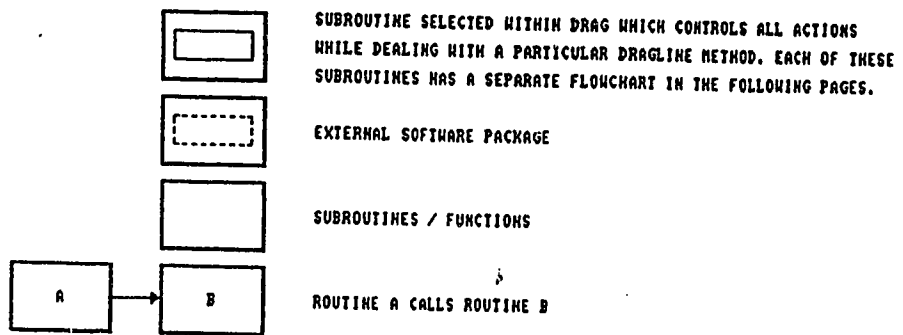 SUBROUTINE SELECTED WITHIN DRAG WHICH CONTROLS ALL ACTIONS
WHILE DEALING WITH A PARTICULAR DRAGLINE METHOD. EACH OF THESE
SUBROUTINES HAS A SEPARATE FLOWCHART IN THE FOLLOWING PAGES.
EXTERNAL SOFTWARE PACKAGE
SUBROUTINES / FUNCTIONS
A
B
ROUTINE A CALLS ROUTINE B